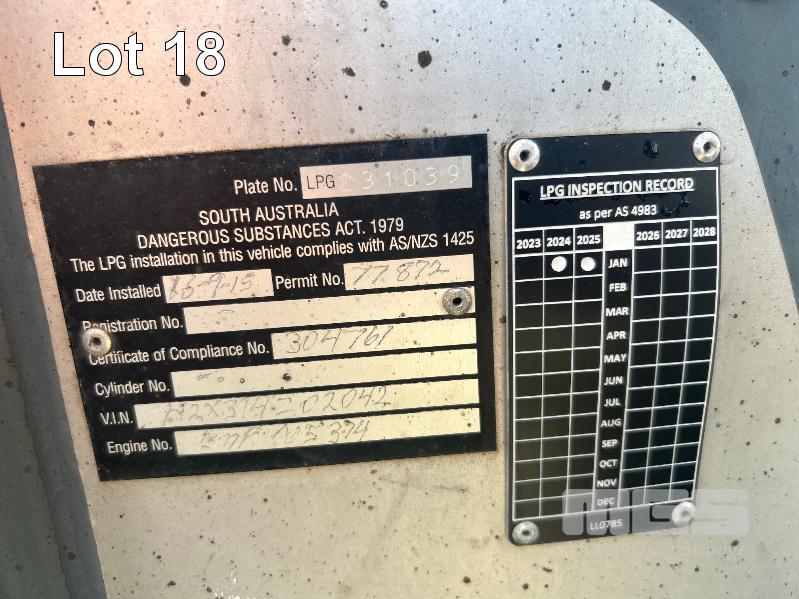 Lot 18
Plate No. LPG 231039
SOUTH AUSTRALIA
DANGEROUS SUBSTANCES ACT. 1979
The LPG installation in this vehicle complies with AS/NZS 1425
Date Installed 16-9-15 Permit No. 77872
Registration No.
Certificate of Compliance No. 304761
Cylinder No.
V.I.N.
Engine No.
LPG INSPECTION RECORD
as per AS 4983
2023 2024 2025 2026 2027 2028
JAN
FEB
MAR
APR
MAY
JUN
JUL
AUG
SEP
OCT
NOV
DEC
LL0785
MGS